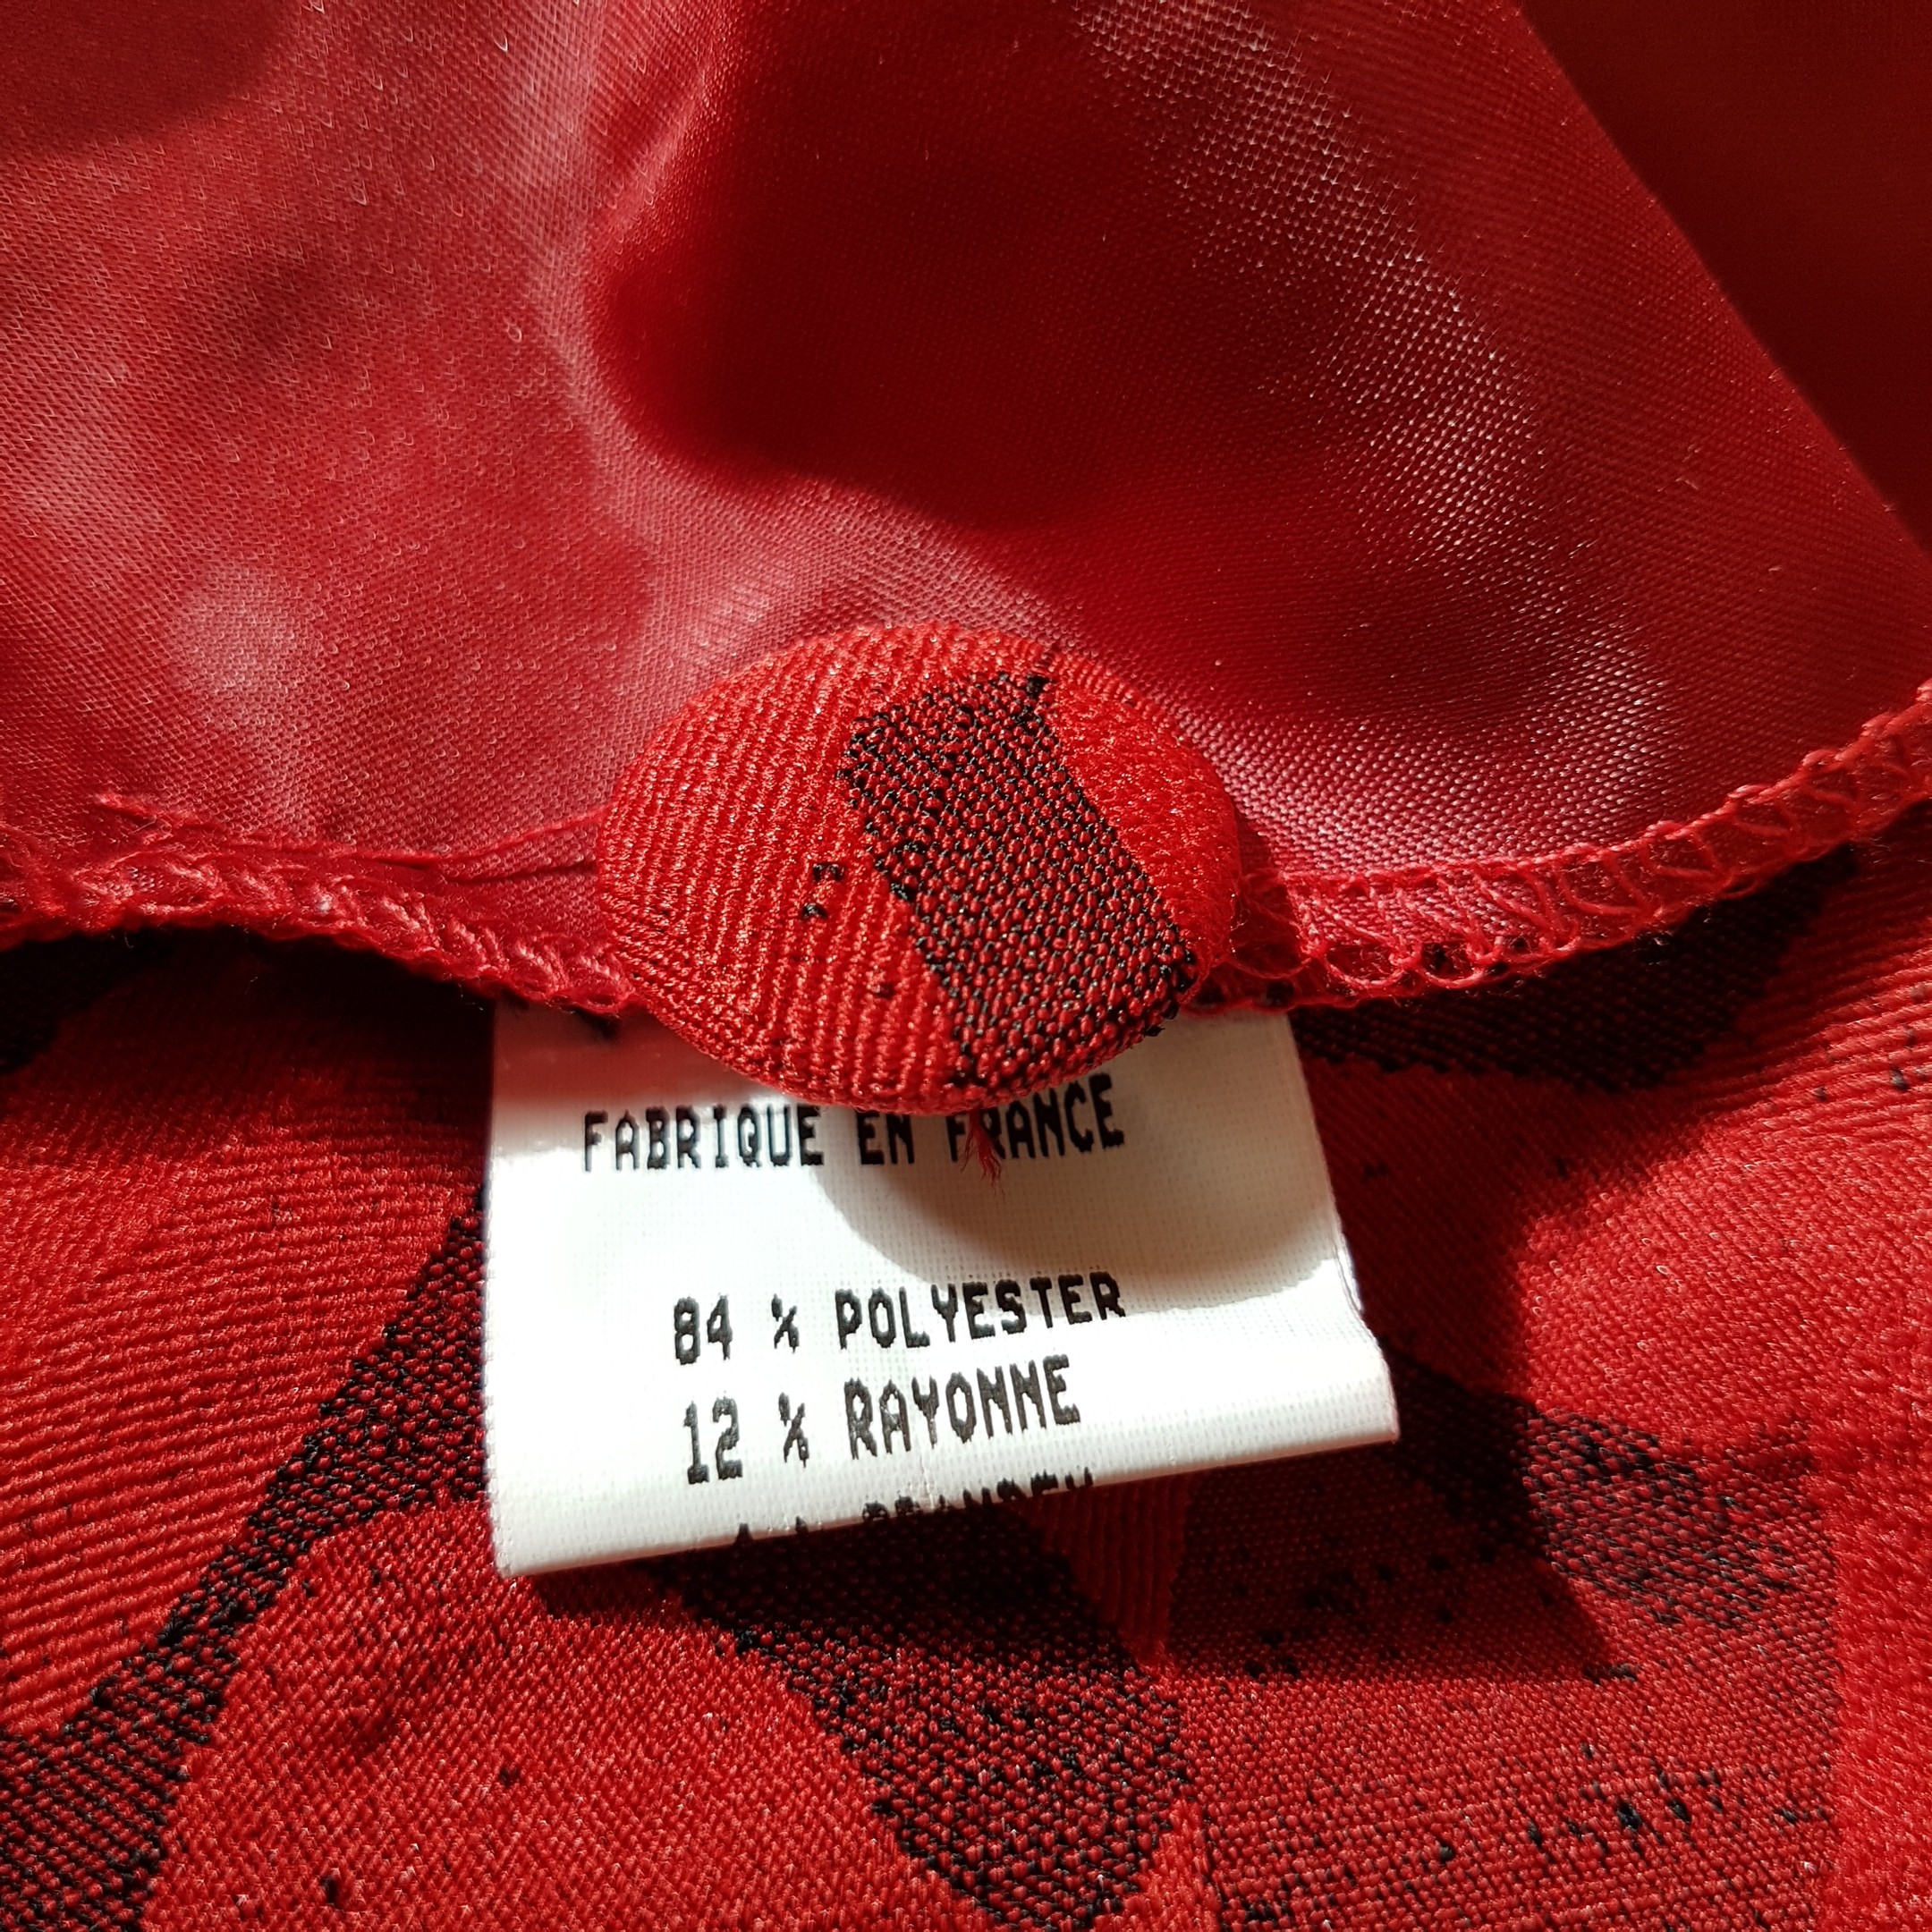 FABRIQUE EN FRANCE
84 % POLYESTER
12 % RAYONNE